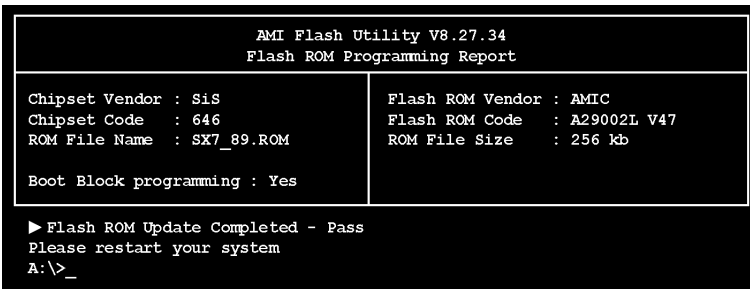 AMI Flash Utility V8.27.34
Flash ROM Programming Report
Chipset Vendor : SiS
Chipset Code : 646
ROM File Name : SX7_89.ROM
Boot Block programming : Yes
Flash ROM Vendor : AMIC
Flash ROM Code : A29002L V47
ROM File Size : 256 kb
▶ Flash ROM Update Completed - Pass
Please restart your system
A:\>_